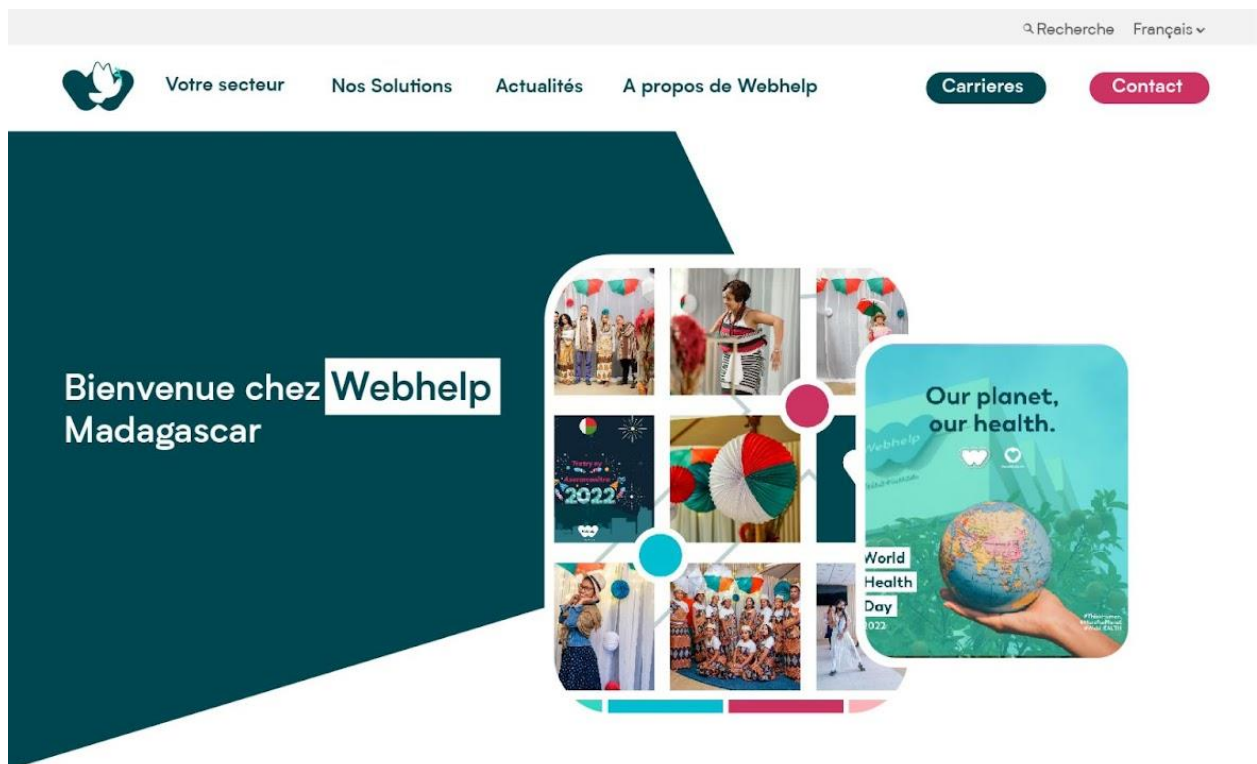 Recherche Français
Votre secteur Nos Solutions Actualités A propos de Webhelp Carrieres Contact
Bienvenue chez Webhelp
Madagascar
2022
Our planet,
our health.
Webhelp
World
Health
Day
2022